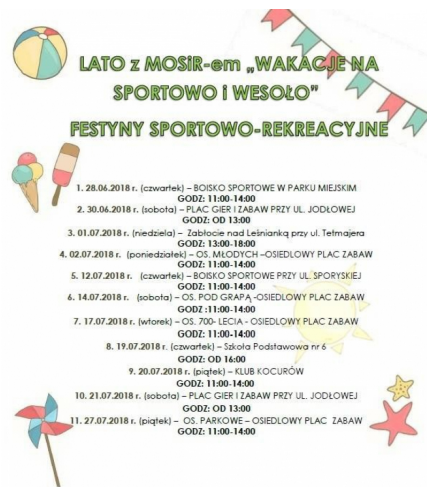 LATO z MOSiR-em „WAKACJE NA
SPORTOWO i WESOŁO”
FESTYNY SPORTOWO-REKREACYJNE
1. 28.06.2018 r. (czwartek) – BOISKO SPORTOWE W PARKU MIEJSKIM
GODZ: 11:00-14:00
2. 30.06.2018 r. (sobota) – PLAC GIER I ZABAW PRZY UL. JODŁOWEJ
GODZ: OD 13:00
3. 01.07.2018 r. (niedziela) – Zabłocie nad Leśnianką przy ul. Tetmajera
GODZ: 13:00-18:00
4. 02.07.2018 r. (poniedziałek) – OS. MŁODYCH –OSIEDLOWY PLAC ZABAW
GODZ: 11:00-14:00
5. 12.07.2018 r. (czwartek) – BOISKO SPORTOWE PRZY UL. SPORYSKIEJ
GODZ: 11:00-14:00
6. 14.07.2018 r. (sobota) – OS. POD GRAPĄ -OSIEDLOWY PLAC ZABAW
GODZ :11:00-14:00
7. 17.07.2018 r. (wtorek) – OS. 700- LECIA - OSIEDLOWY PLAC ZABAW
GODZ: 11:00-14:00
8. 19.07.2018 r. (czwartek) – Szkoła Podstawowa nr 6
GODZ: OD 16:00
9. 20.07.2018 r. (piątek) – KLUB KOCURÓW
GODZ: 11:00-14:00
10. 21.07.2018 r. (sobota) – PLAC GIER I ZABAW PRZY UL. JODŁOWEJ
GODZ: OD 13:00
11. 27.07.2018 r. (piątek) – OS. PARKOWE – OSIEDLOWY PLAC ZABAW
GODZ: 11:00-14:00